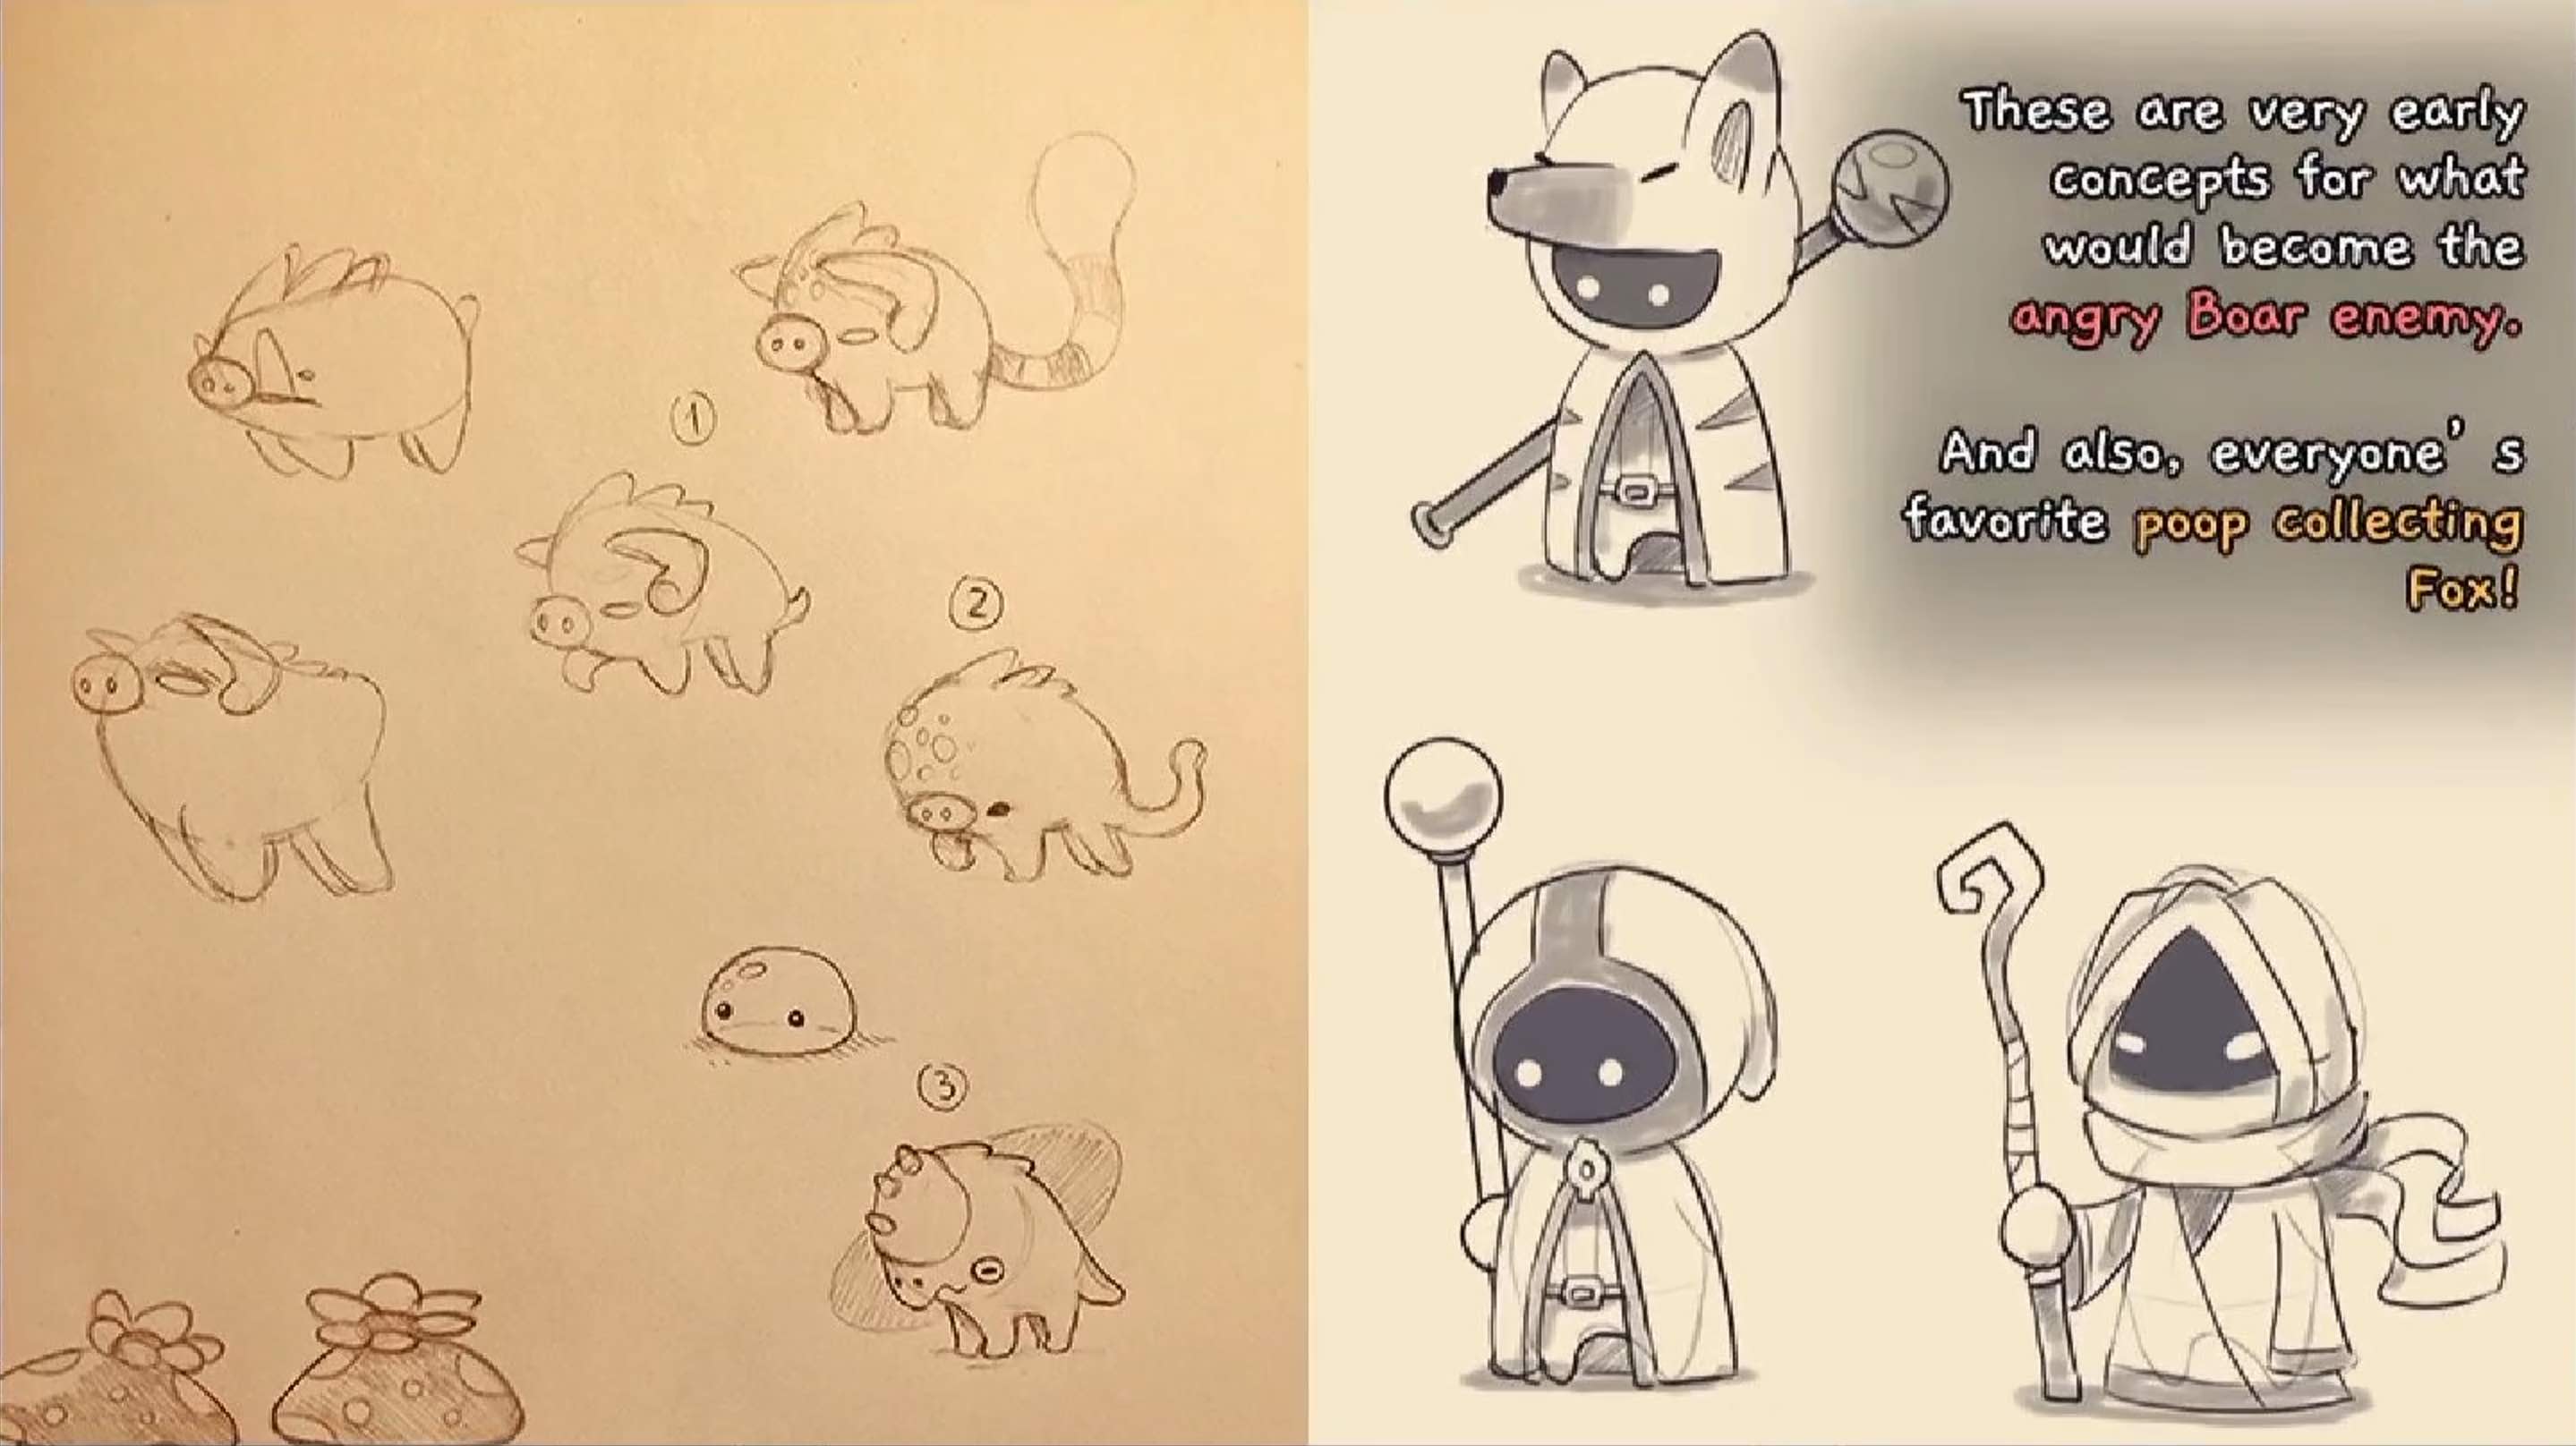 1
2
3
These are very early
concepts for what
would become the
angry Boar enemy.
And also, everyone's
favorite poop collecting
Fox!